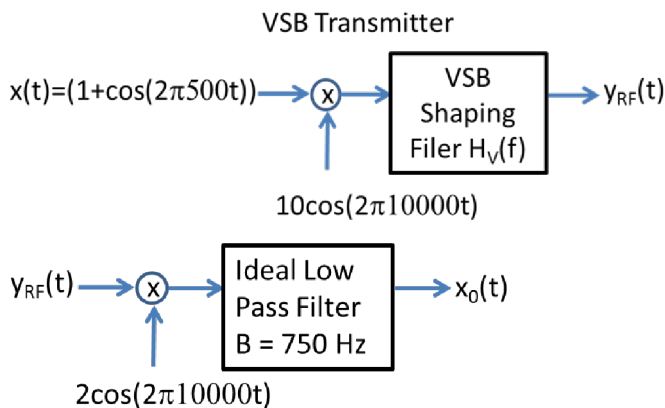 VSB Transmitter
x(t)=(1+cos(2π500t))
x
VSB
Shaping
Filer H_V(f)
y_RF(t)
10cos(2π10000t)
y_RF(t)
x
Ideal Low
Pass Filter
B = 750 Hz
x_0(t)
2cos(2π10000t)